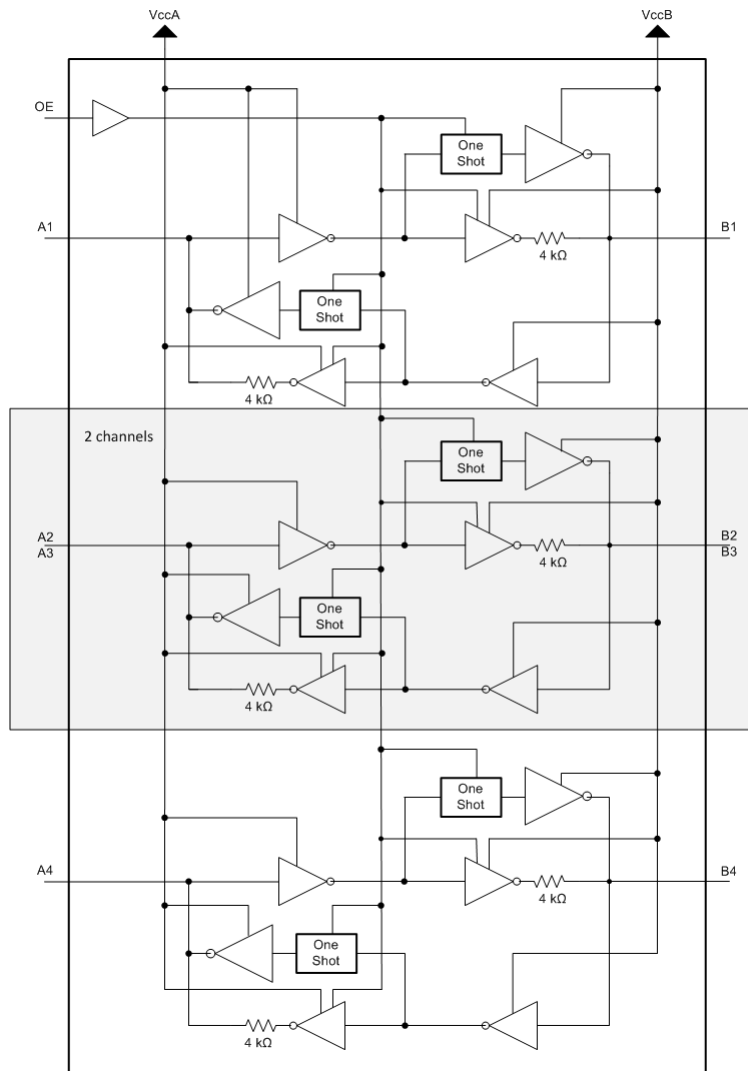 VccA
VccB
OE
One
Shot
A1
B1
4 kΩ
One
Shot
4 kΩ
2 channels
One
Shot
A2
A3
B2
B3
4 kΩ
One
Shot
4 kΩ
One
Shot
A4
B4
4 kΩ
One
Shot
4 kΩ